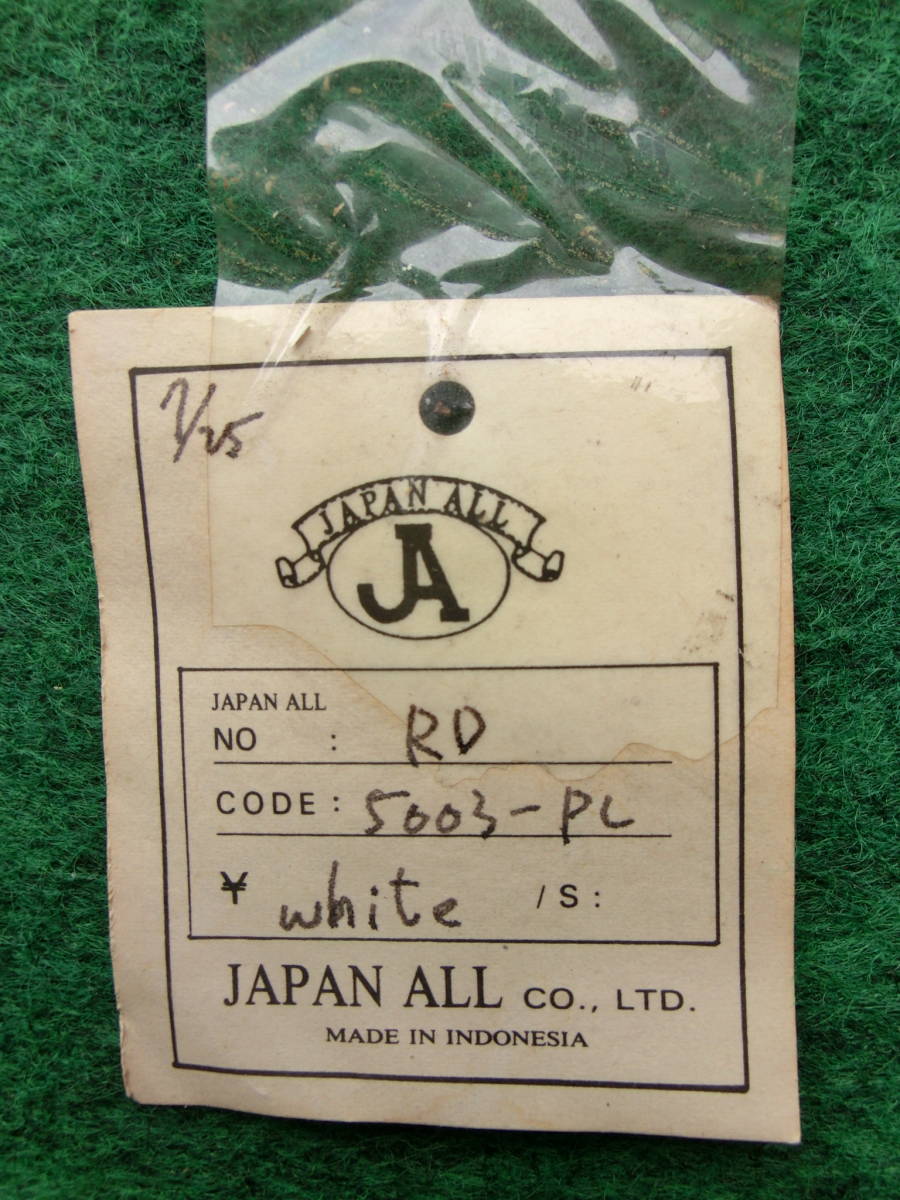 7/25
JAPAN ALL
JA
JAPAN ALL
NO : RD
CODE : 5003-PL
¥ white /S:
JAPAN ALL CO., LTD.
MADE IN INDONESIA